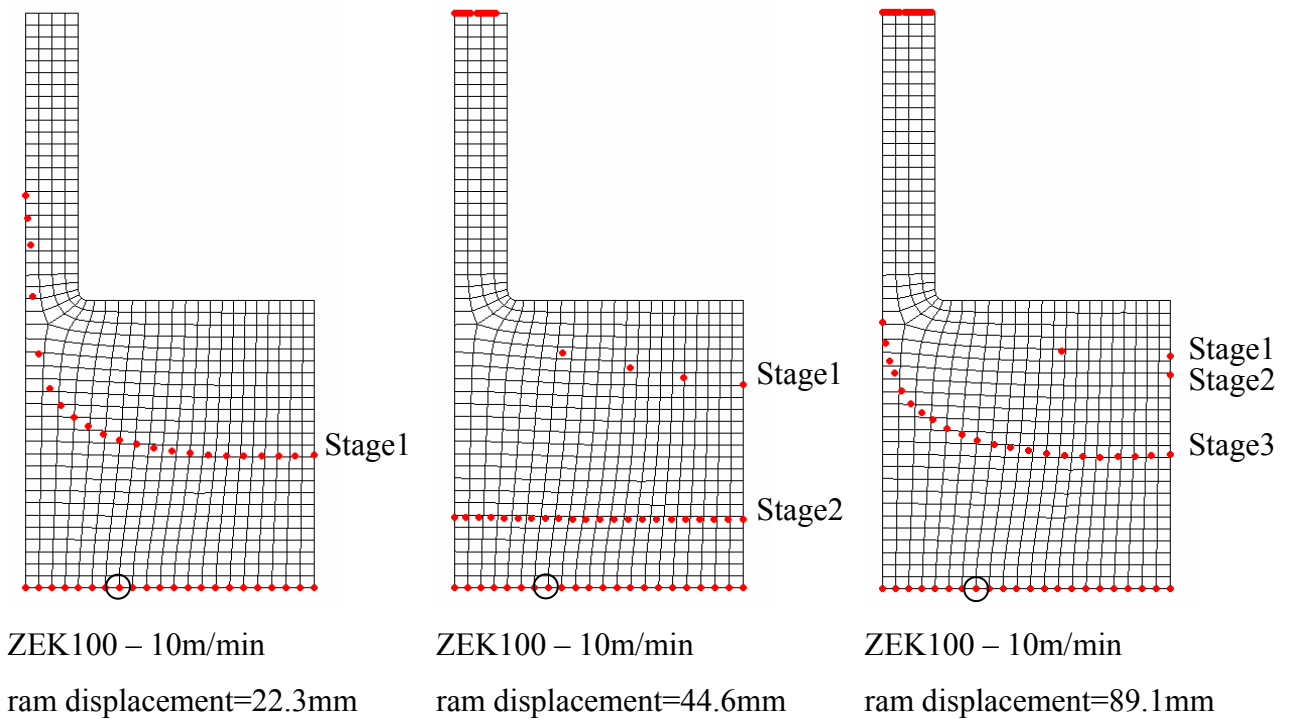 Stage1
Stage1
Stage2
Stage1
Stage2
Stage3
ZEK100 – 10m/min
ram displacement=22.3mm
ZEK100 – 10m/min
ram displacement=44.6mm
ZEK100 – 10m/min
ram displacement=89.1mm